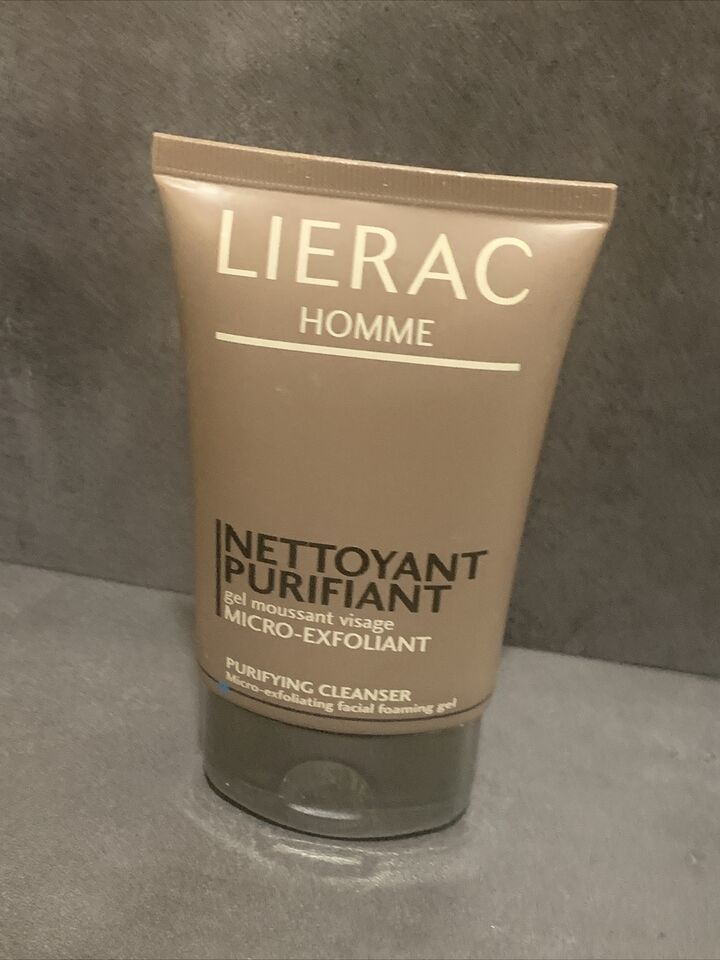 LIERAC
HOMME
NETTOYANT
PURIFIANT
gel moussant visage
MICRO-EXFOLIANT
PURIFYING CLEANSER
Micro-exfoliating facial foaming gel